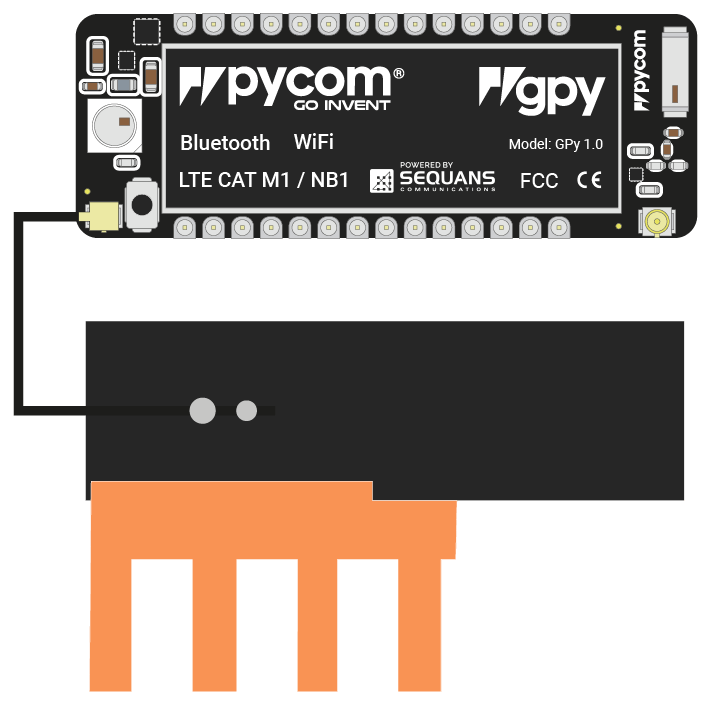 pycom®
GO INVENT
gpy
Bluetooth WiFi
Model: GPy 1.0
LTE CAT M1 / NB1
POWERED BY
SEQUANS
COMMUNICATIONS
FCC CE
pycom